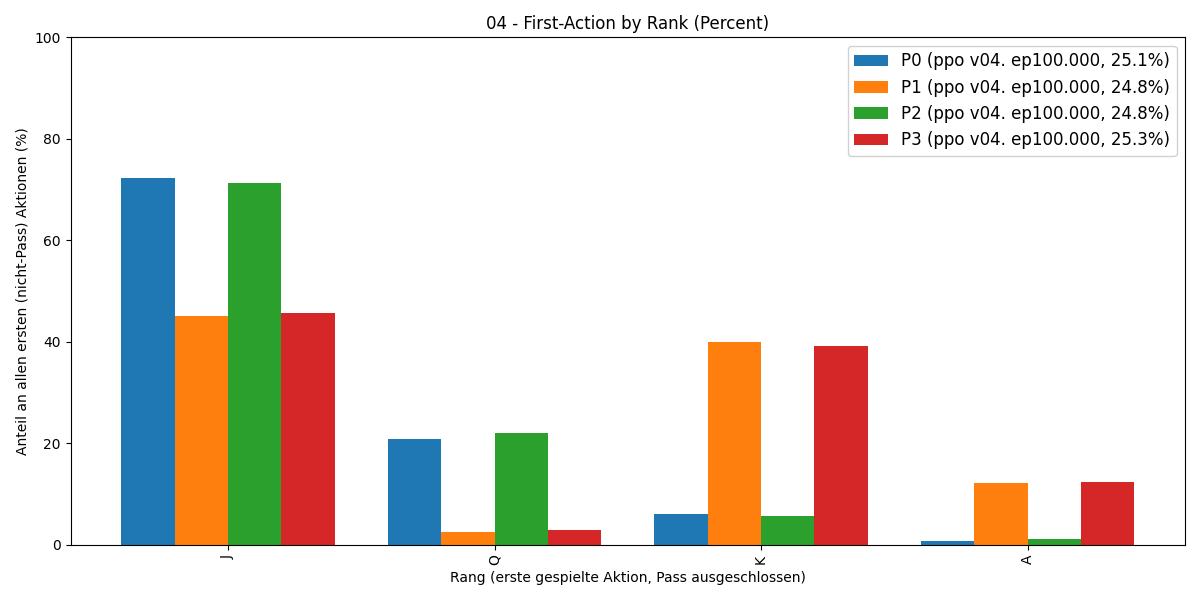 04 - First-Action by Rank (Percent)
Anteil an allen ersten (nicht-Pass) Aktionen (%)
100
80
60
40
20
0
P0 (ppo v04. ep100.000, 25.1%)
P1 (ppo v04. ep100.000, 24.8%)
P2 (ppo v04. ep100.000, 24.8%)
P3 (ppo v04. ep100.000, 25.3%)
J
Q
K
A
Rang (erste gespielte Aktion, Pass ausgeschlossen)